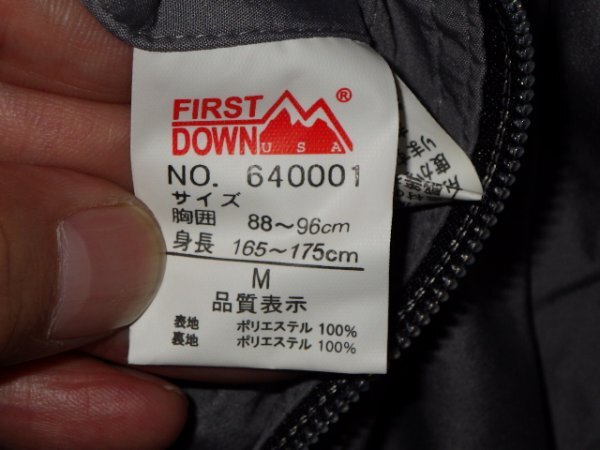 FIRST
DOWN USA ®
NO. 640001
サイズ
胸囲 88〜96cm
身長 165〜175cm
M
品質表示
表地 ポリエステル 100%
裏地 ポリエステル 100%